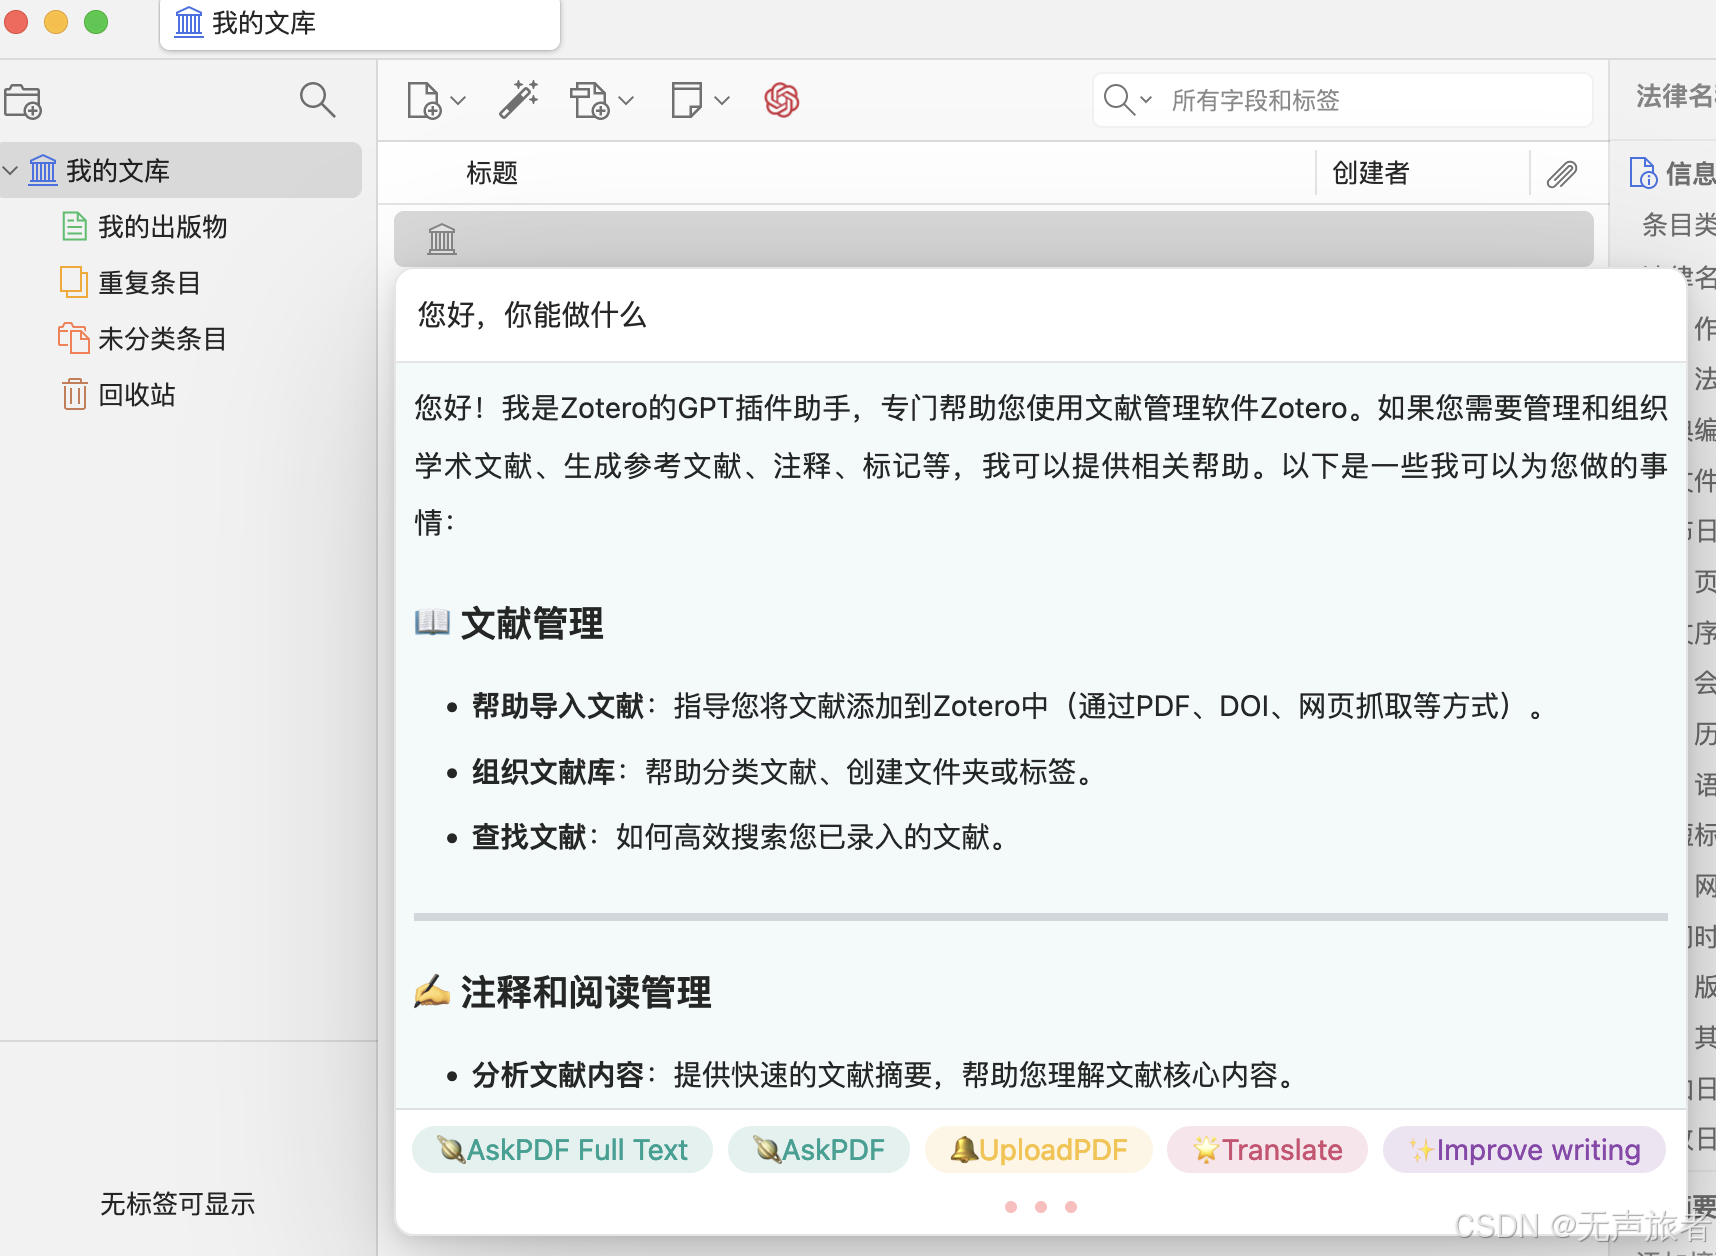 我的文库
所有字段和标签
法律名
我的文库
标题
创建者
信息
我的出版物
条目类
重复条目
未分类条目
回收站
您好，你能做什么
您好！我是Zotero的GPT插件助手，专门帮助您使用文献管理软件Zotero。如果您需要管理和组织
学术文献、生成参考文献、注释、标记等，我可以提供相关帮助。以下是一些我可以为您做的事
情：
📖 文献管理
• 帮助导入文献：指导您将文献添加到Zotero中（通过PDF、DOI、网页抓取等方式）。
• 组织文献库：帮助分类文献、创建文件夹或标签。
• 查找文献：如何高效搜索您已录入的文献。
✍️ 注释和阅读管理
• 分析文献内容：提供快速的文献摘要，帮助您理解文献核心内容。
🪐AskPDF Full Text
🪐AskPDF
🔔UploadPDF
🌟Translate
✨Improve writing
无标签可显示
CSDN @无声旅者